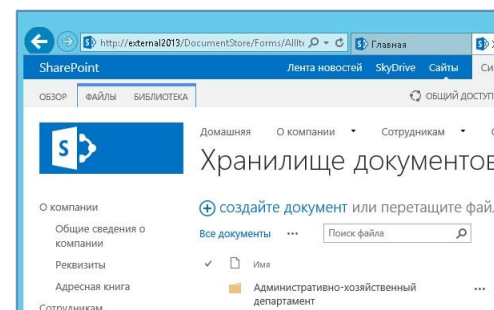 http://external2013/DocumentStore/Forms/AllIte
Главная
SharePoint Лента новостей SkyDrive Сайты
ОБЗОР ФАЙЛЫ БИБЛИОТЕКА ОБЩИЙ ДОСТУП
Домашняя О компании Сотрудникам
S
Хранилище документов
О компании
создайте документ или перетащите фай
Общие сведения о
компании
Все документы ... Поиск файла
Реквизиты
Имя
Адресная книга
Административно-хозяйственный ...
департамент
Сотрудникам